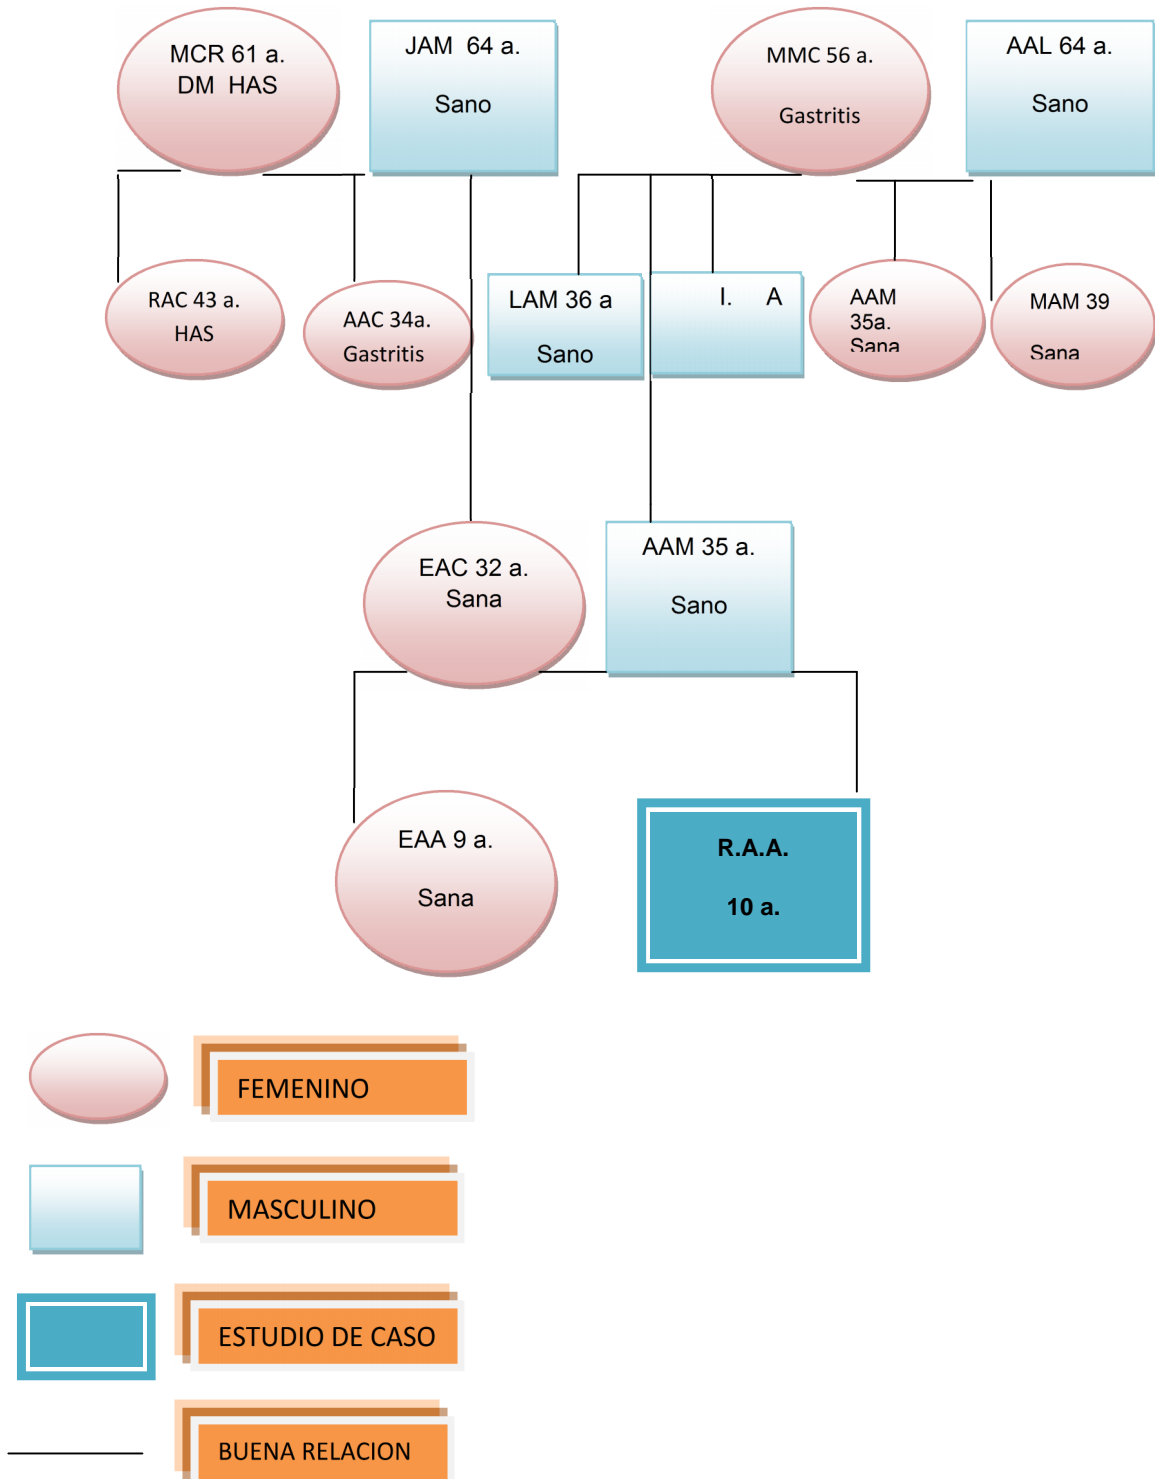 MCR 61 a.
DM HAS
JAM 64 a.
Sano
MMC 56 a.
Gastritis
AAL 64 a.
Sano
RAC 43 a.
HAS
AAC 34a.
Gastritis
LAM 36 a
Sano
I. A
AAM
35a.
Sana
MAM 39
Sana
EAC 32 a.
Sana
AAM 35 a.
Sano
EAA 9 a.
Sana
R.A.A.
10 a.
FEMENINO
MASCULINO
ESTUDIO DE CASO
BUENA RELACION